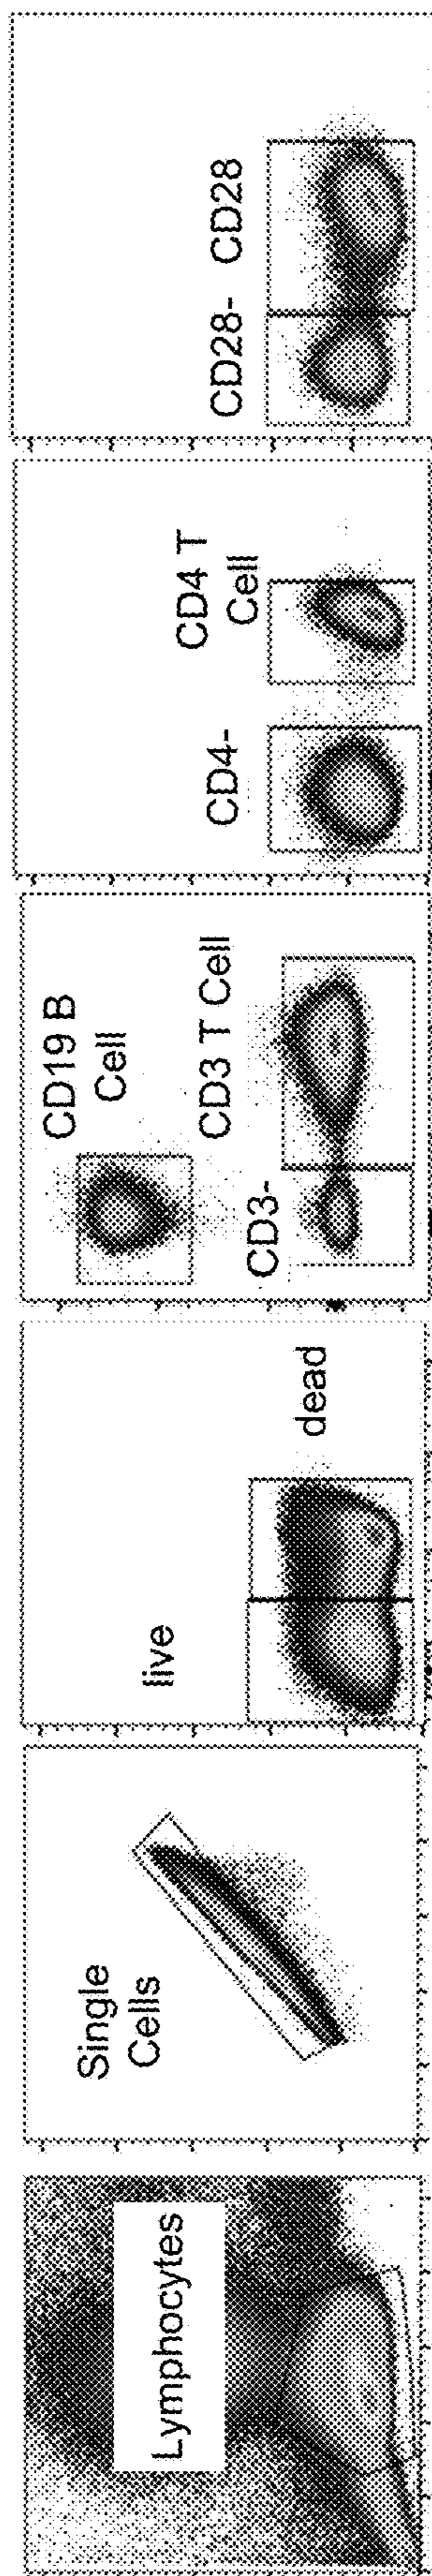 Lymphocytes
Single
Cells
live
dead
CD19 B
Cell
CD3-
CD3 T Cell
CD4-
CD4 T
Cell
CD28-
CD28